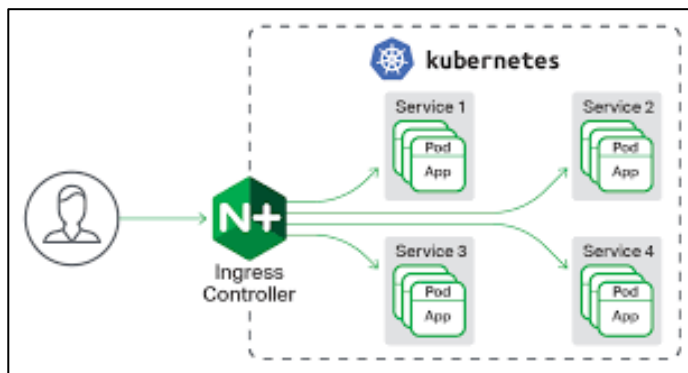 kubernetes
Service 1
Pod
App
Service 2
Pod
App
N+
Ingress
Controller
Service 3
Pod
App
Service 4
Pod
App